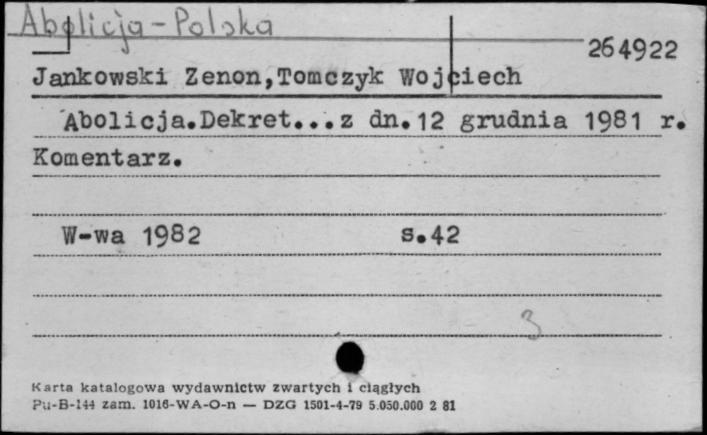 Abolicja - Polska
264922
Jankowski Zenon,Tomczyk Wojciech
Abolicja.Dekret...z dn.12 grudnia 1981 r.
Komentarz.
W-wa 1982 s.42
3
Karta katalogowa wydawnictw zwartych i ciągłych
Pu-B-144 zam. 1016-WA-O-n — DZG 1501-4-79 5.050.000 2 81